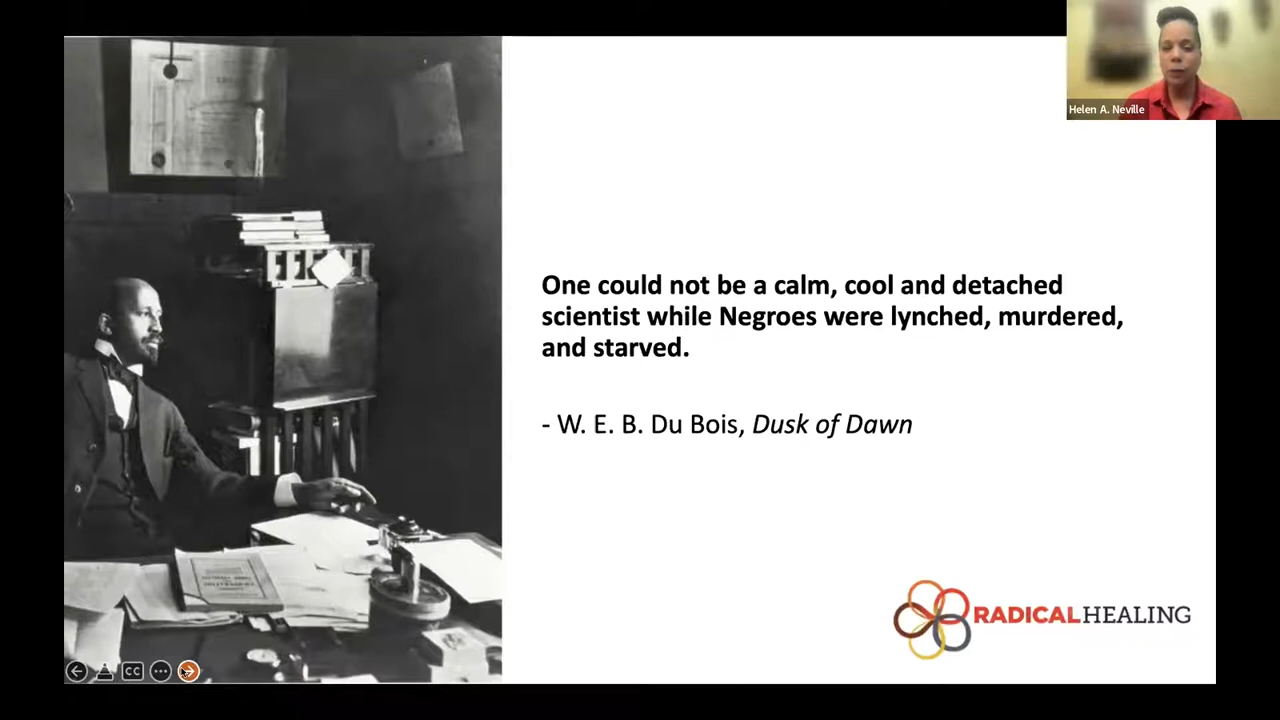 Helen A. Neville
One could not be a calm, cool and detached
scientist while Negroes were lynched, murdered,
and starved.
- W. E. B. Du Bois, Dusk of Dawn
RADICALHEALING
CC